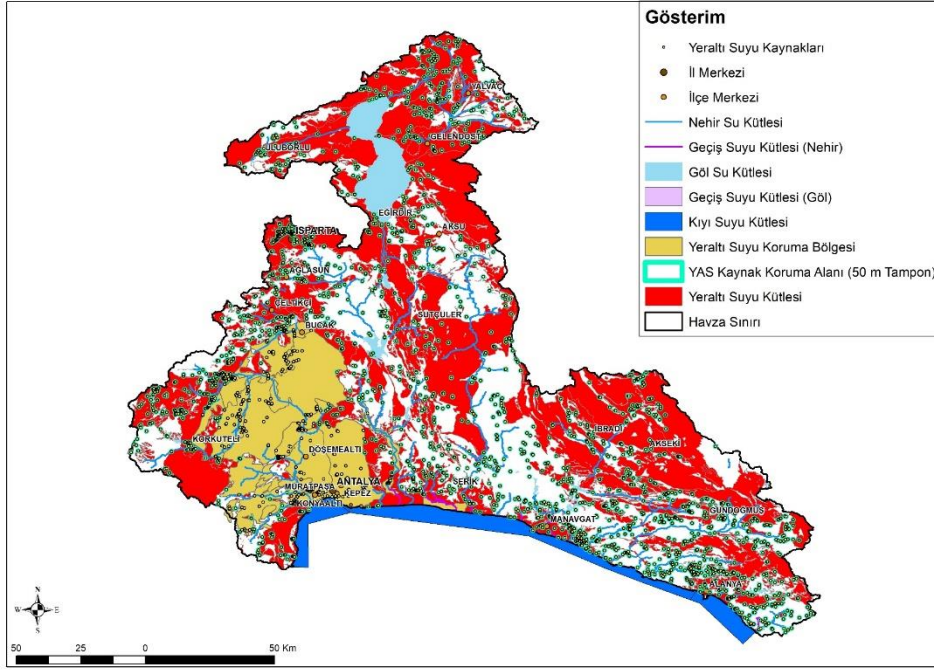 Gösterim
Yeraltı Suyu Kaynakları
İl Merkezi
İlçe Merkezi
Nehir Su Kütlesi
Geçiş Suyu Kütlesi (Nehir)
Göl Su Kütlesi
Geçiş Suyu Kütlesi (Göl)
Kıyı Suyu Kütlesi
Yeraltı Suyu Koruma Bölgesi
YAS Kaynak Koruma Alanı (50 m Tampon)
Yeraltı Suyu Kütlesi
Havza Sınırı
YALVAÇ
GELENDOST
ULUBORLU
EĞİRDİR
ISPARTA
AKSU
AĞLASUN
ÇELTİKÇİ
SÜTÇÜLER
BUCAK
İBRADI
AKSEKİ
KORKUTELİ
DÖŞEMEALTI
ANTALYA
SERİK
MURATPAŞA
KEPEZ
KONYAALTI
GÜNDOĞMUŞ
MANAVGAT
ALANYA
N
W E
S
50 25 0 50 Km